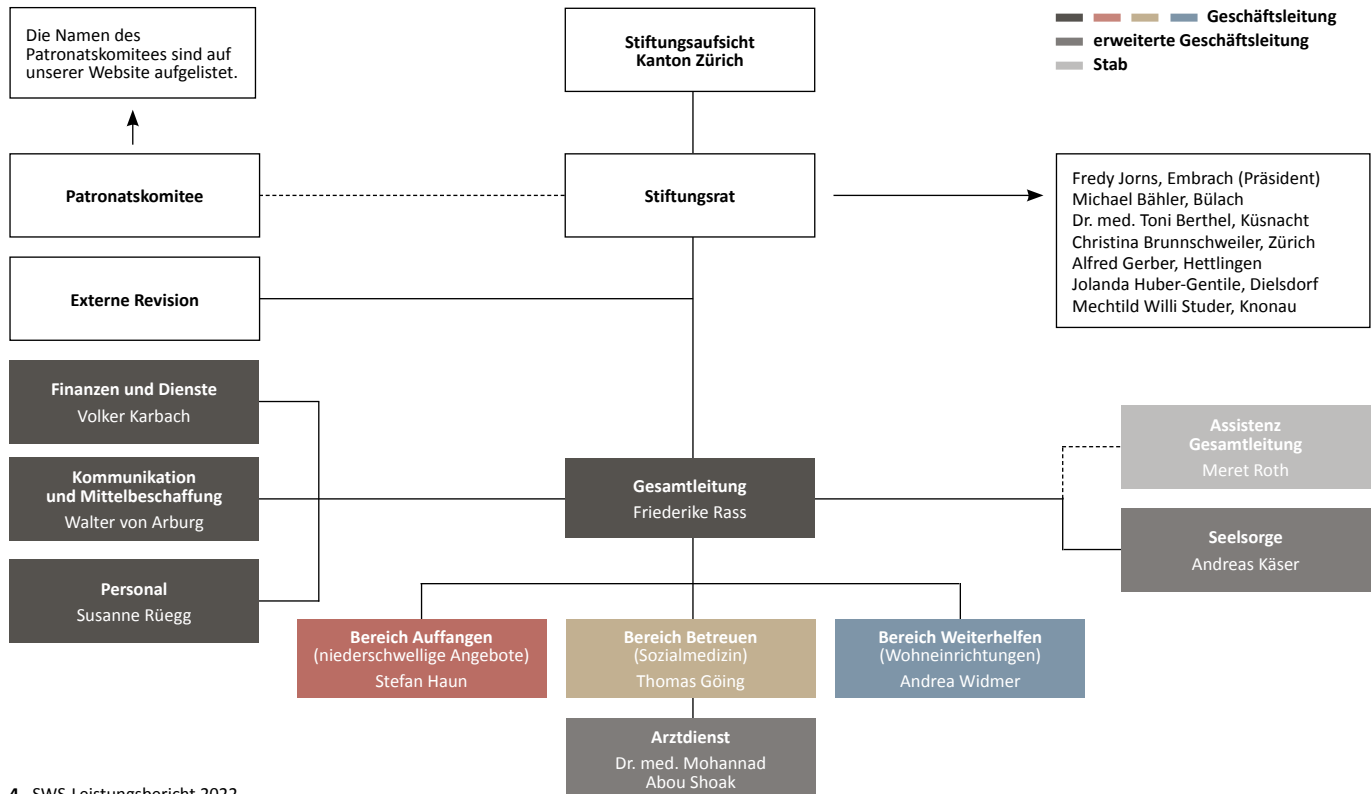 Die Namen des
Patronatskomitees sind auf
unserer Website aufgelistet.
Stiftungsaufsicht
Kanton Zürich
Geschäftsleitung
erweiterte Geschäftsleitung
Stab
Patronatskomitee
Stiftungsrat
Fredy Jorns, Embrach (Präsident)
Michael Bähler, Bülach
Dr. med. Toni Berthel, Küsnacht
Christina Brunnschweiler, Zürich
Alfred Gerber, Hettlingen
Jolanda Huber-Gentile, Dielsdorf
Mechtild Willi Studer, Knonau
Externe Revision
Finanzen und Dienste
Volker Karbach
Kommunikation
und Mittelbeschaffung
Walter von Arburg
Personal
Susanne Rüegg
Gesamtleitung
Friederike Rass
Assistenz
Gesamtleitung
Meret Roth
Seelsorge
Andreas Käser
Bereich Auffangen
(niederschwellige Angebote)
Stefan Haun
Bereich Betreuen
(Sozialmedizin)
Thomas Göing
Bereich Weiterhelfen
(Wohneinrichtungen)
Andrea Widmer
Arztdienst
Dr. med. Mohannad
Abou Shoak
4 SWS-Leistungsbericht 2022